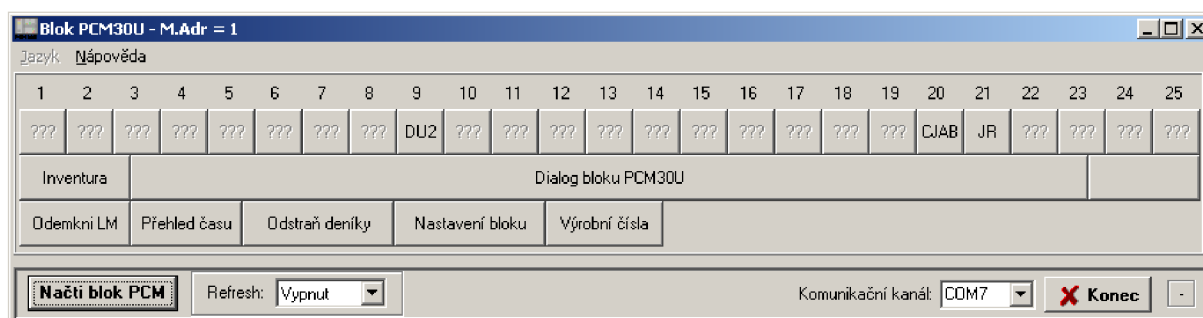 Blok PCM30U - M.Adr = 1
Jazyk Nápověda
1 2 3 4 5 6 7 8 9 10 11 12 13 14 15 16 17 18 19 20 21 22 23 24 25
??? ??? ??? ??? ??? ??? ??? ??? DU2 ??? ??? ??? ??? ??? ??? ??? ??? ??? ??? CJAB JR ??? ??? ??? ???
Inventura Dialog bloku PCM30U
Odemkni LM Přehled času Odstraň deníky Nastavení bloku Výrobní čísla
Načti blok PCM Refresh: Vypnut Komunikační kanál: COM7 Konec -